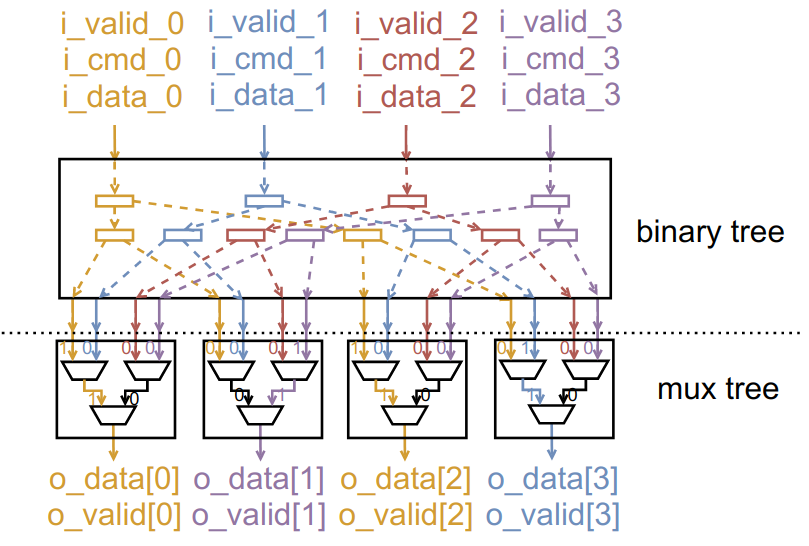 i_valid_0 i_valid_1 i_valid_2 i_valid_3
i_cmd_0 i_cmd_1 i_cmd_2 i_cmd_3
i_data_0 i_data_1 i_data_2 i_data_3
binary tree
1 0 0 0 0 0 0 1 1 0 0 0 0 1 0 0
mux tree
1 0 0 1 1 0 1 0
o_data[0] o_data[1] o_data[2] o_data[3]
o_valid[0] o_valid[1] o_valid[2] o_valid[3]